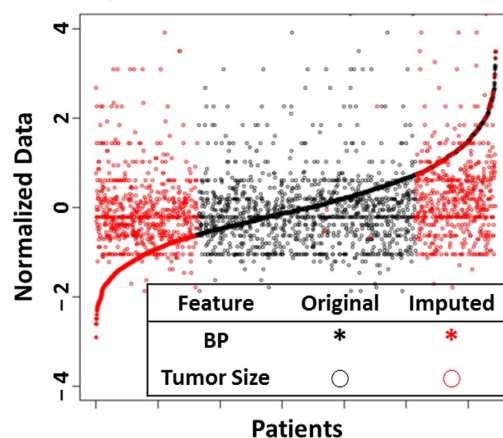 Normalized Data
4
2
0
– 2
– 4
Feature Original Imputed
BP * *
Tumor Size ○ ○
Patients